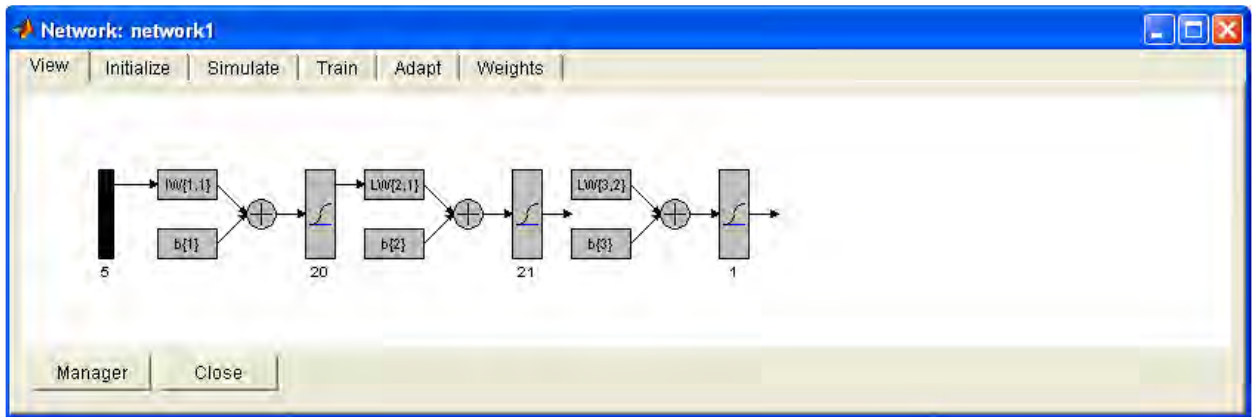 Network: network1
View Initialize Simulate Train Adapt Weights
IW{1,1} LW{2,1} LW{3,2}
b{1} b{2} b{3}
5 20 21 1
Manager Close